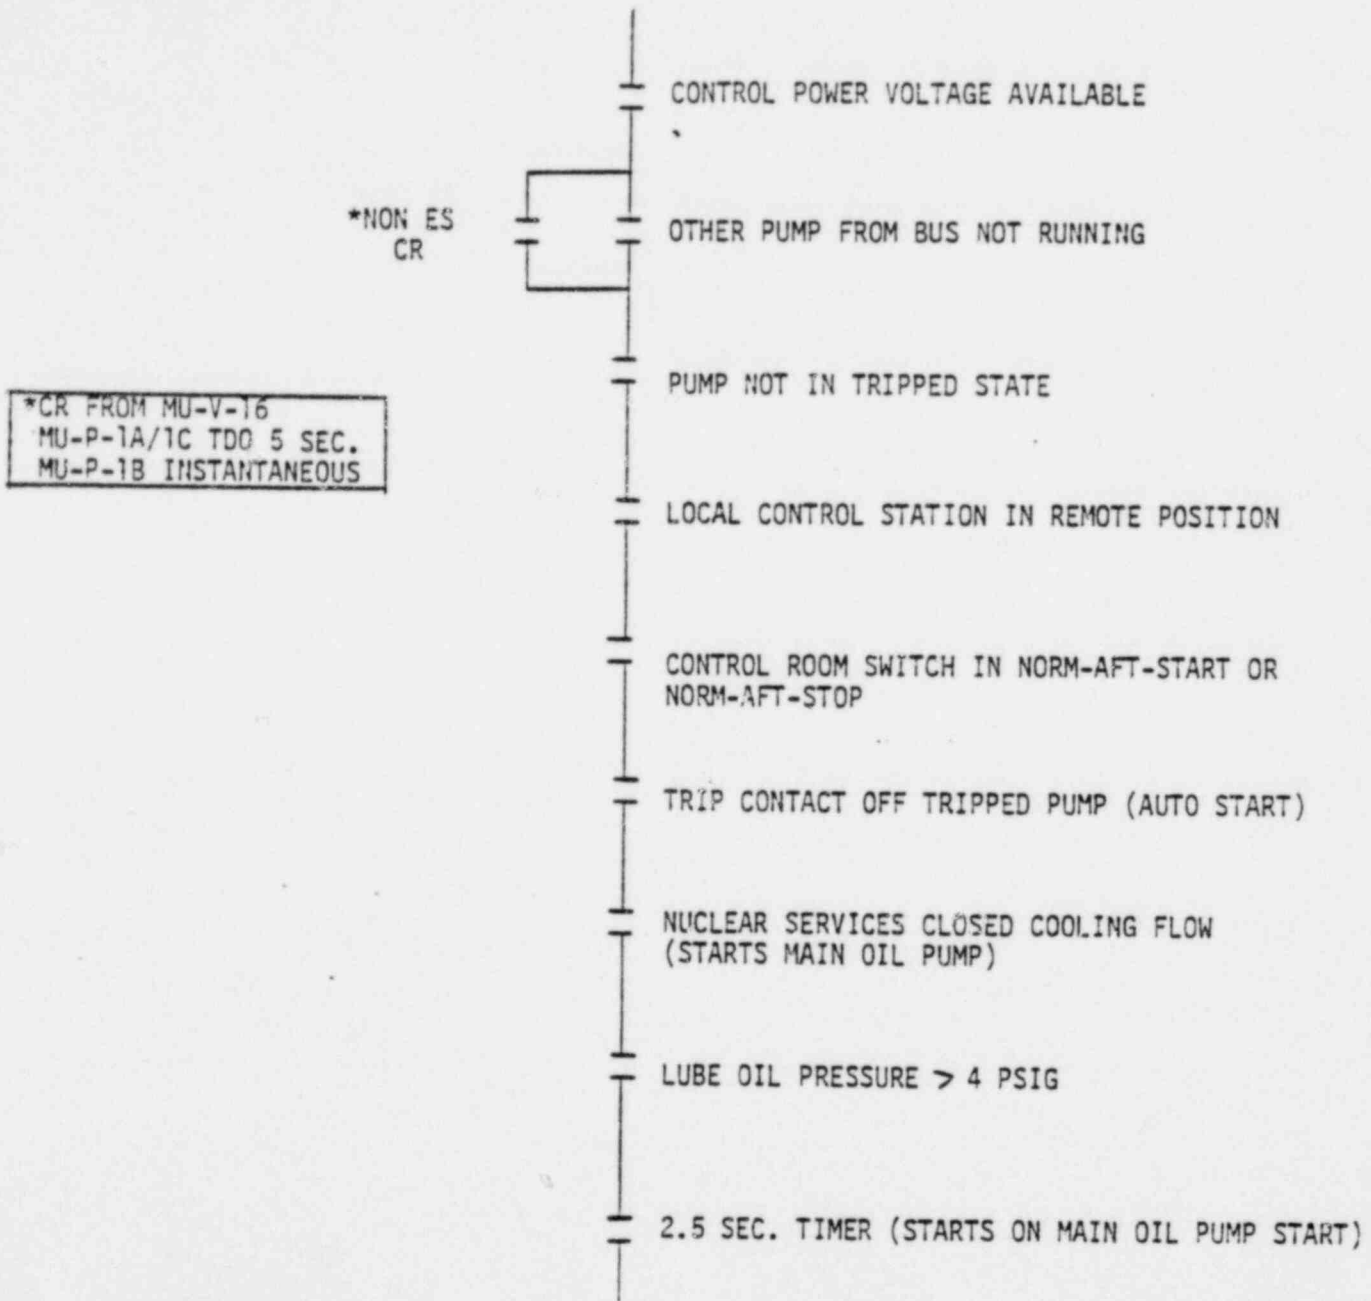 CONTROL POWER VOLTAGE AVAILABLE
*NON ES
CR
OTHER PUMP FROM BUS NOT RUNNING
PUMP NOT IN TRIPPED STATE
*CR FROM MU-V-16
MU-P-1A/1C TDO 5 SEC.
MU-P-1B INSTANTANEOUS
LOCAL CONTROL STATION IN REMOTE POSITION
CONTROL ROOM SWITCH IN NORM-AFT-START OR
NORM-AFT-STOP
TRIP CONTACT OFF TRIPPED PUMP (AUTO START)
NUCLEAR SERVICES CLOSED COOLING FLOW
(STARTS MAIN OIL PUMP)
LUBE OIL PRESSURE > 4 PSIG
2.5 SEC. TIMER (STARTS ON MAIN OIL PUMP START)